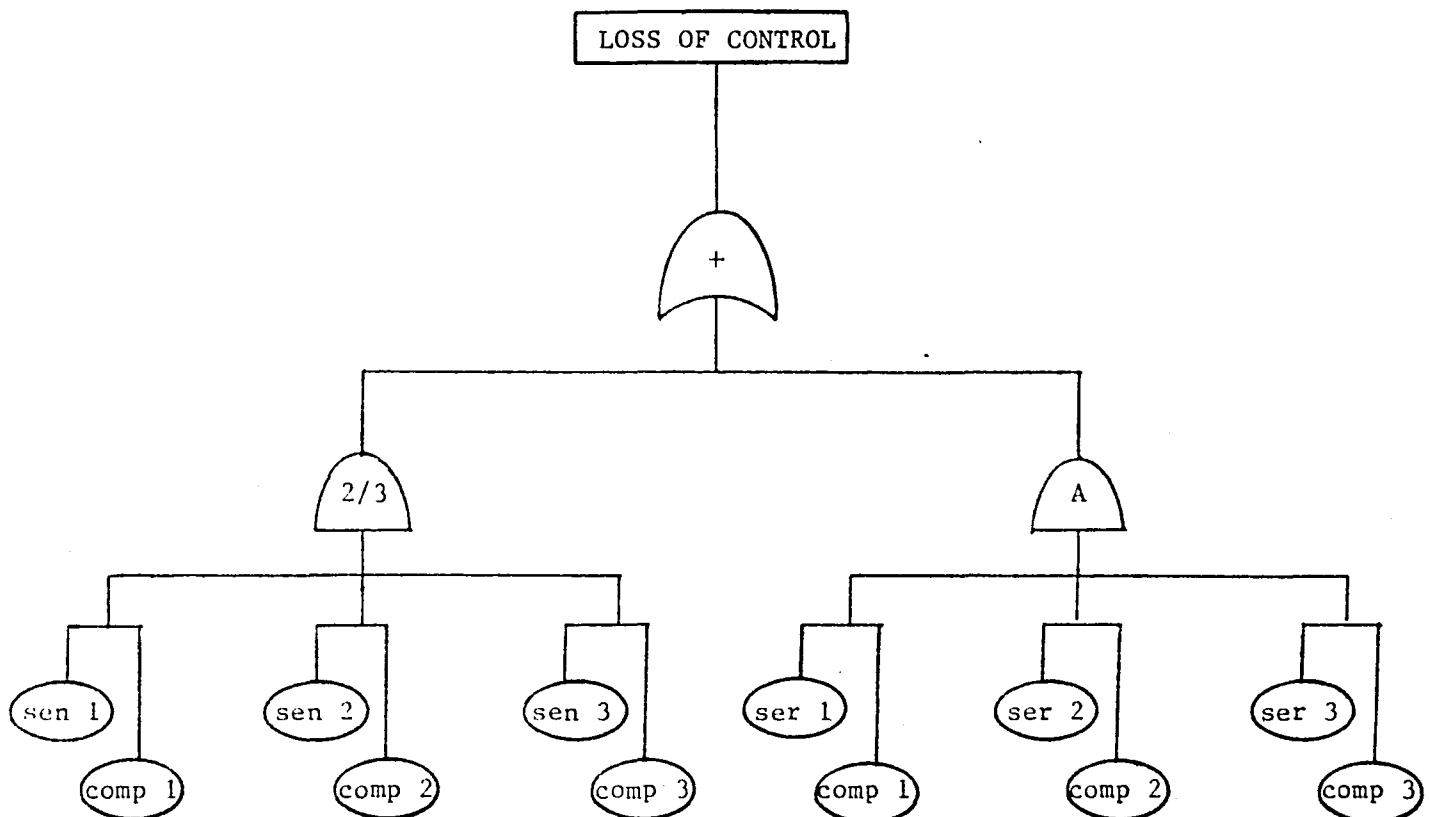 LOSS OF CONTROL
+
2/3
A
sen 1
sen 2
sen 3
ser 1
ser 2
ser 3
comp 1
comp 2
comp 3
comp 1
comp 2
comp 3